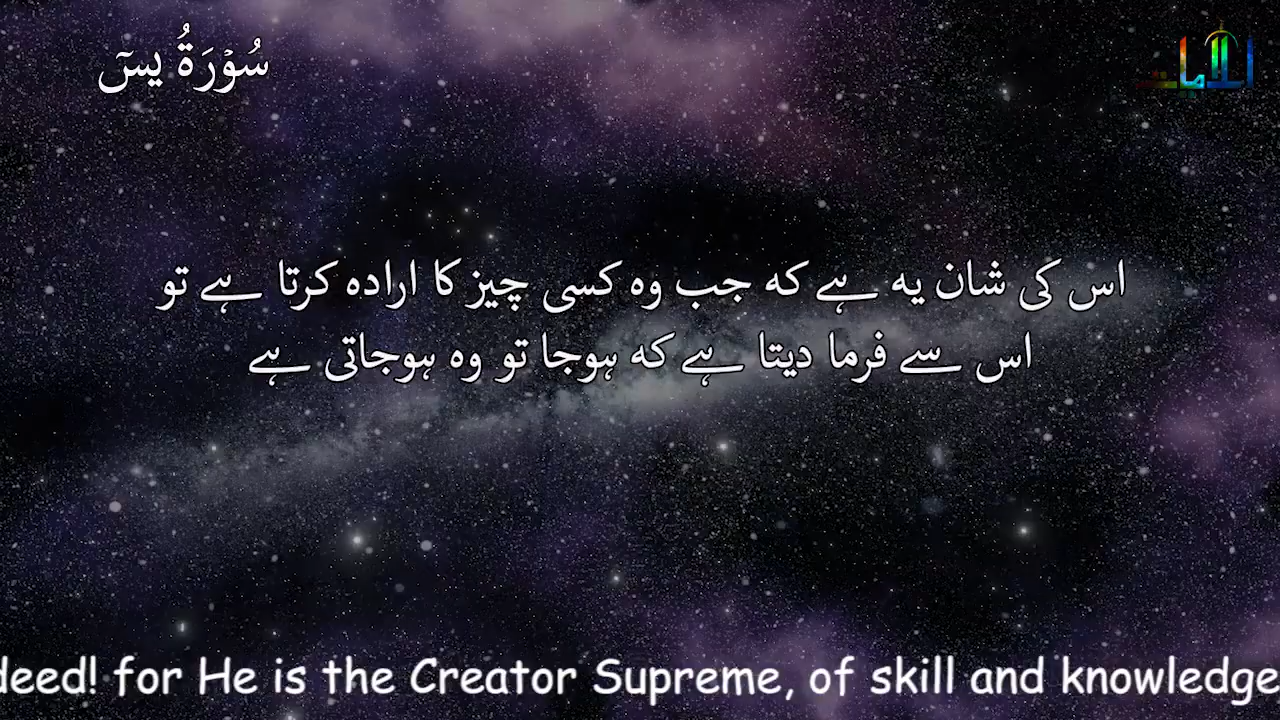 سُوۡرَةُ يسٓ
الآیات
اس کی شان یہ ہے کہ جب وہ کسی چیز کا ارادہ کرتا ہے تو
اس سے فرما دیتا ہے کہ ہوجا تو وہ ہوجاتی ہے
deed! for He is the Creator Supreme, of skill and knowledge